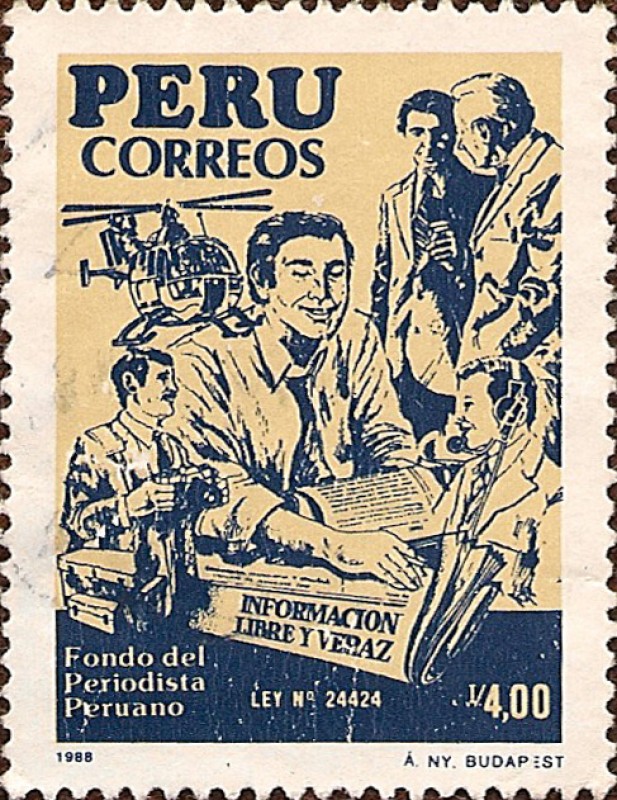 PERU
CORREOS
INFORMACION
LIBRE Y VERAZ
Fondo del
Periodista
Peruano
LEY Nº 24424
I/.4,00
1988
Á. NY. BUDAPEST